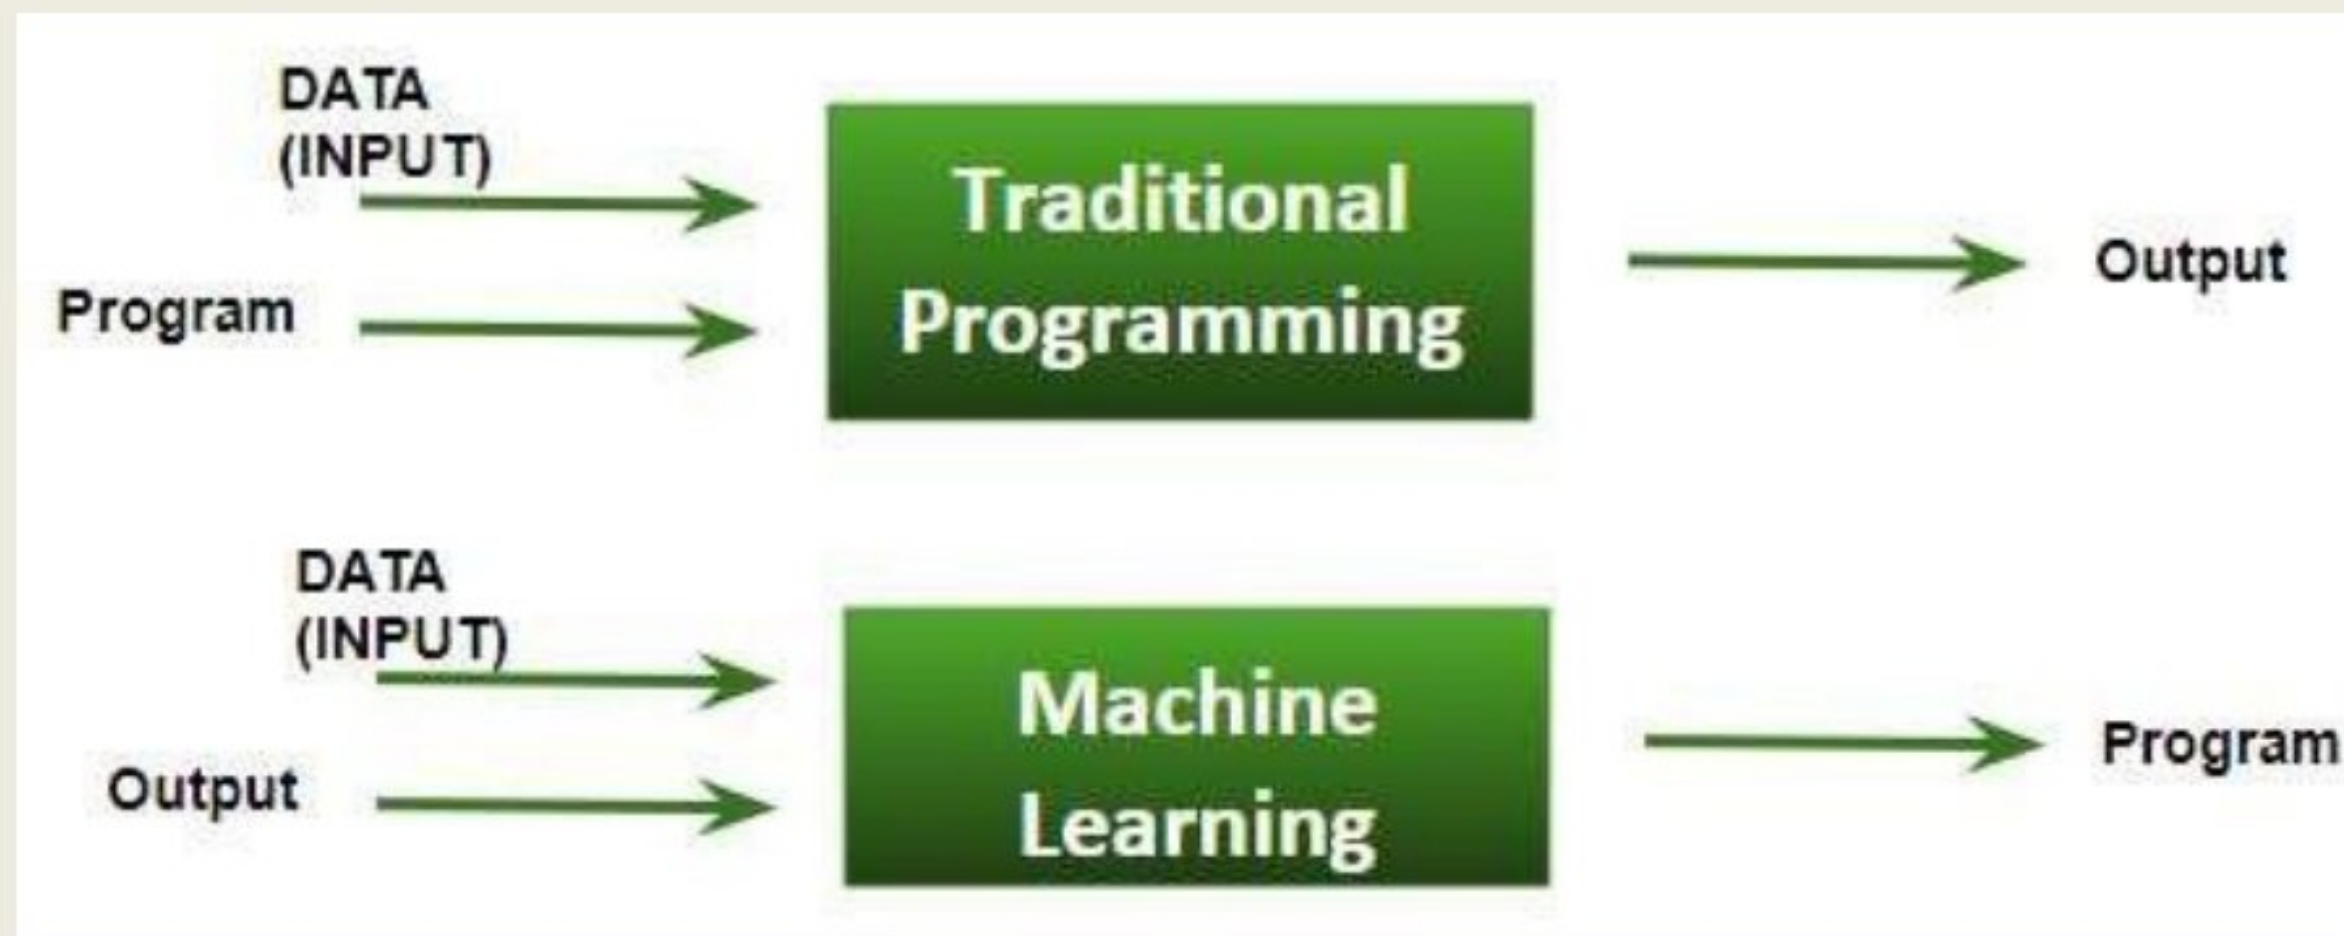 DATA
(INPUT)
Program
Traditional
Programming
Output
DATA
(INPUT)
Output
Machine
Learning
Program